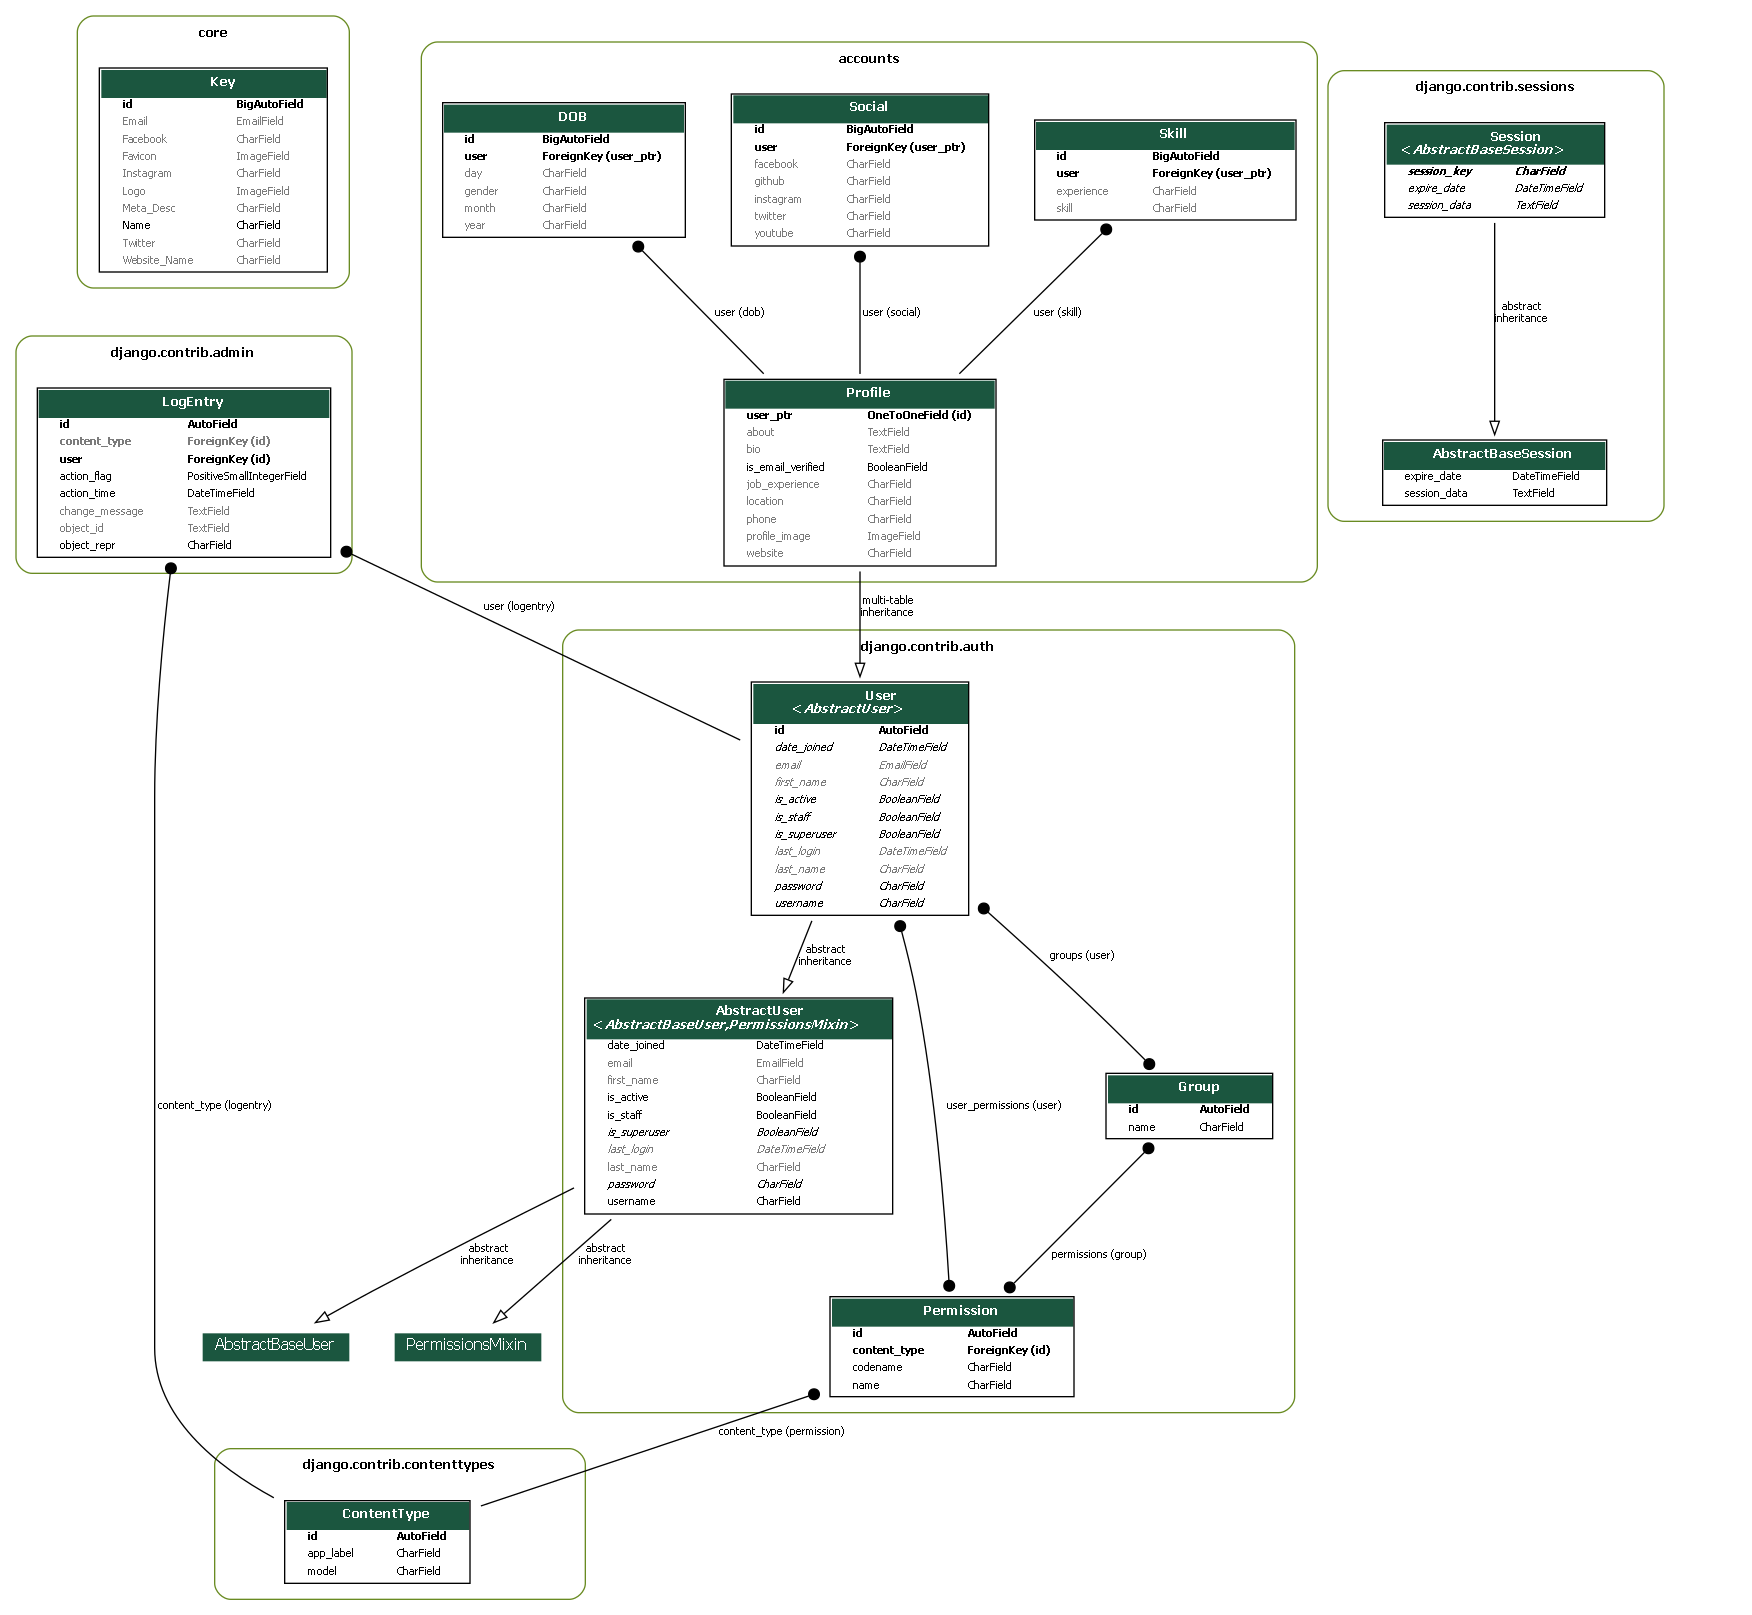 core
Key
id BigAutoField
Email EmailField
Facebook CharField
Favicon ImageField
Instagram CharField
Logo ImageField
Meta_Desc CharField
Name CharField
Twitter CharField
Website_Name CharField
accounts
DOB
id BigAutoField
user ForeignKey (user_ptr)
day CharField
gender CharField
month CharField
year CharField
Social
id BigAutoField
user ForeignKey (user_ptr)
facebook CharField
github CharField
instagram CharField
twitter CharField
youtube CharField
Skill
id BigAutoField
user ForeignKey (user_ptr)
experience CharField
skill CharField
user (dob)
user (social)
user (skill)
Profile
user_ptr OneToOneField (id)
about TextField
bio TextField
is_email_verified BooleanField
job_experience CharField
location CharField
phone CharField
profile_image ImageField
website CharField
django.contrib.sessions
Session
<AbstractBaseSession>
session_key CharField
expire_date DateTimeField
session_data TextField
abstract
inheritance
AbstractBaseSession
expire_date DateTimeField
session_data TextField
django.contrib.admin
LogEntry
id AutoField
content_type ForeignKey (id)
user ForeignKey (id)
action_flag PositiveSmallIntegerField
action_time DateTimeField
change_message TextField
object_id TextField
object_repr CharField
user (logentry)
multi-table
inheritance
django.contrib.auth
User
<AbstractUser>
id AutoField
date_joined DateTimeField
email EmailField
first_name CharField
is_active BooleanField
is_staff BooleanField
is_superuser BooleanField
last_login DateTimeField
last_name CharField
password CharField
username CharField
abstract
inheritance
groups (user)
AbstractUser
<AbstractBaseUser,PermissionsMixin>
date_joined DateTimeField
email EmailField
first_name CharField
is_active BooleanField
is_staff BooleanField
is_superuser BooleanField
last_login DateTimeField
last_name CharField
password CharField
username CharField
content_type (logentry)
user_permissions (user)
Group
id AutoField
name CharField
abstract
inheritance
abstract
inheritance
permissions (group)
AbstractBaseUser
PermissionsMixin
Permission
id AutoField
content_type ForeignKey (id)
codename CharField
name CharField
content_type (permission)
django.contrib.contenttypes
ContentType
id AutoField
app_label CharField
model CharField